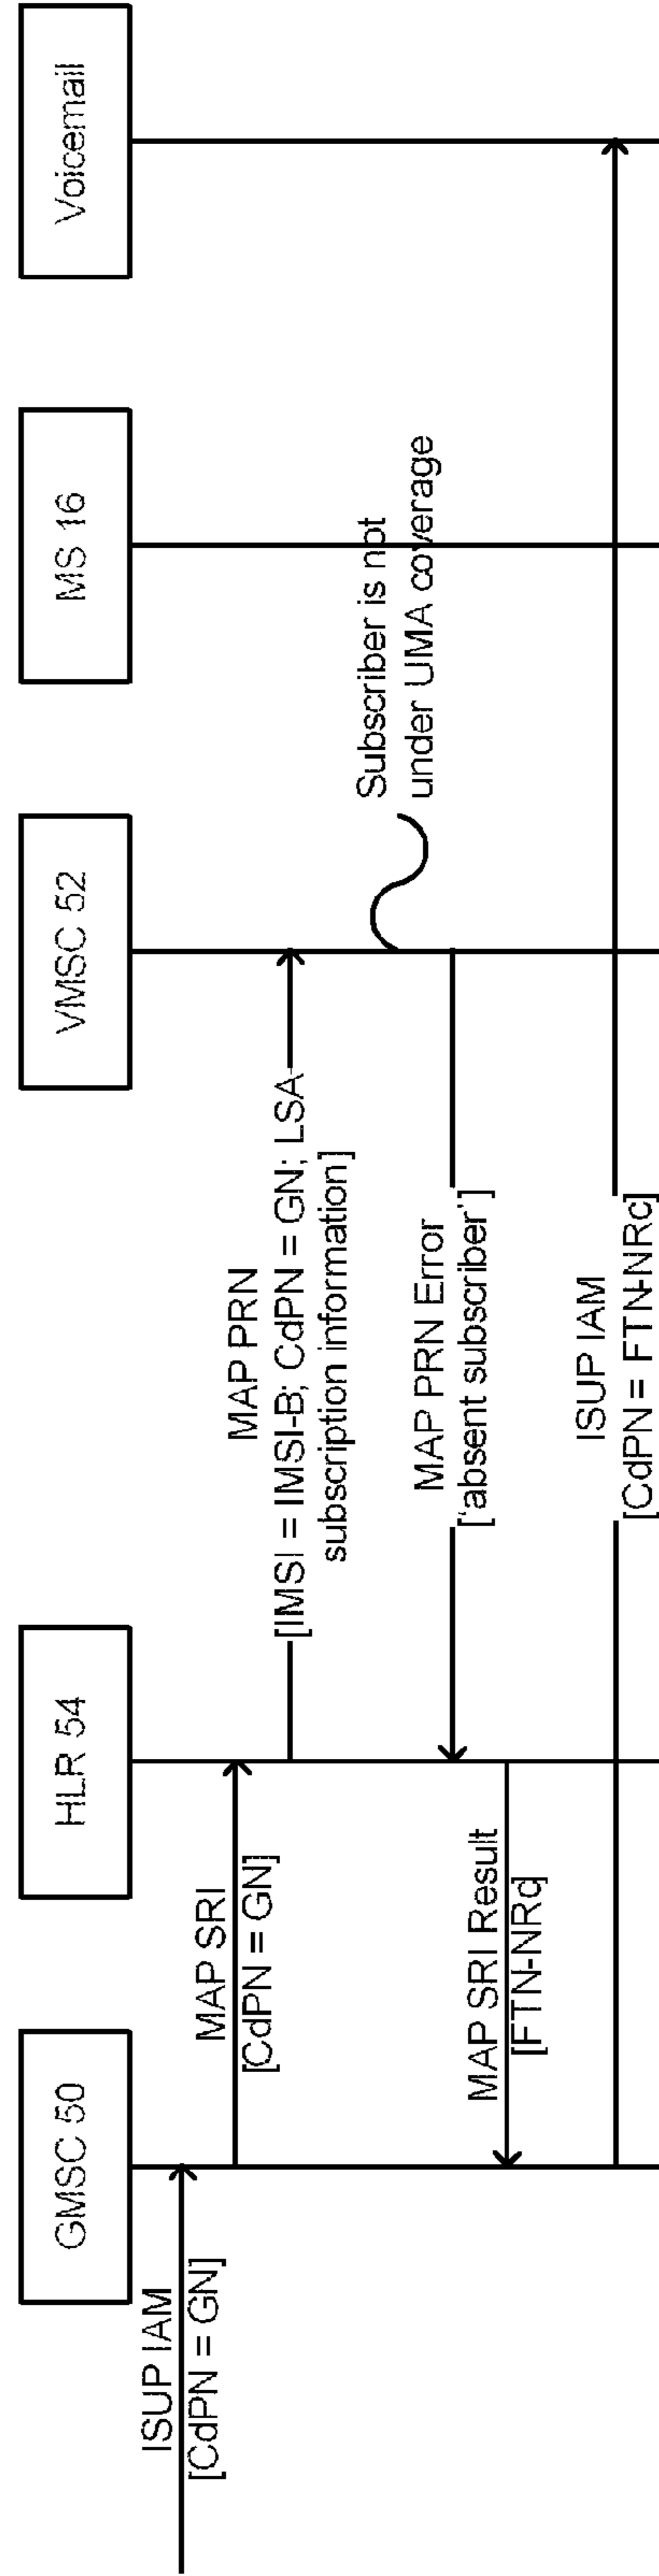 GMSC 50
HLR 54
VMSC 52
MS 16
Voicemail
ISUP IAM
[CdPN = GN]
MAP SRI
[CdPN = GN]
MAP PRN
[IMSI = IMSI-B; CdPN = GN; LSA
subscription information]
Subscriber is not
under UMA coverage
MAP PRN Error
['absent subscriber']
MAP SRI Result
[FTN-NRc]
ISUP IAM
[CdPN = FTN-NRc]